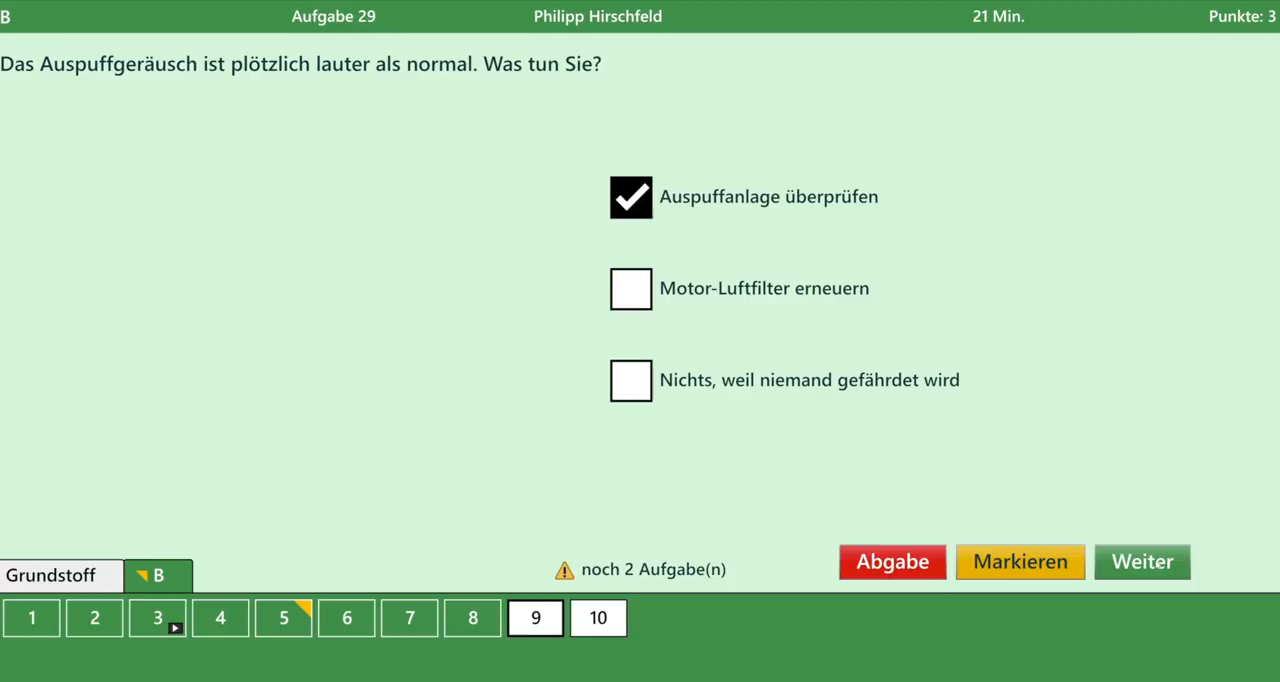 B Aufgabe 29 Philipp Hirschfeld 21 Min. Punkte: 3
Das Auspuffgeräusch ist plötzlich lauter als normal. Was tun Sie?
Auspuffanlage überprüfen
Motor-Luftfilter erneuern
Nichts, weil niemand gefährdet wird
Abgabe Markieren Weiter
Grundstoff B noch 2 Aufgabe(n)
1 2 3 4 5 6 7 8 9 10